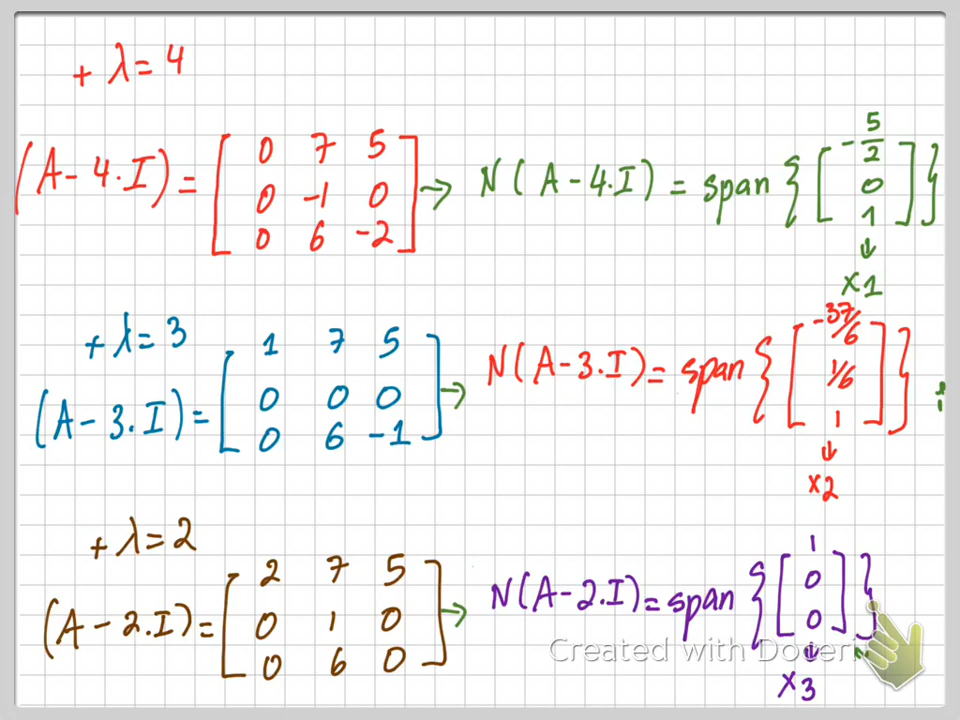 + λ = 4
(A - 4·I) = [ 0 7 5
0 -1 0
0 6 -2 ] → N(A - 4·I) = span { [ -5/2
0
1 ] }
↓
x1
+ λ = 3
(A - 3·I) = [ 1 7 5
0 0 0
0 6 -1 ] → N(A - 3·I) = span { [ -37/6
1/6
1 ] }
↓
x2
+ λ = 2
(A - 2·I) = [ 2 7 5
0 1 0
0 6 0 ] → N(A - 2·I) = span { [ 1
0
0 ] }
↓
x3
Created with Doceri